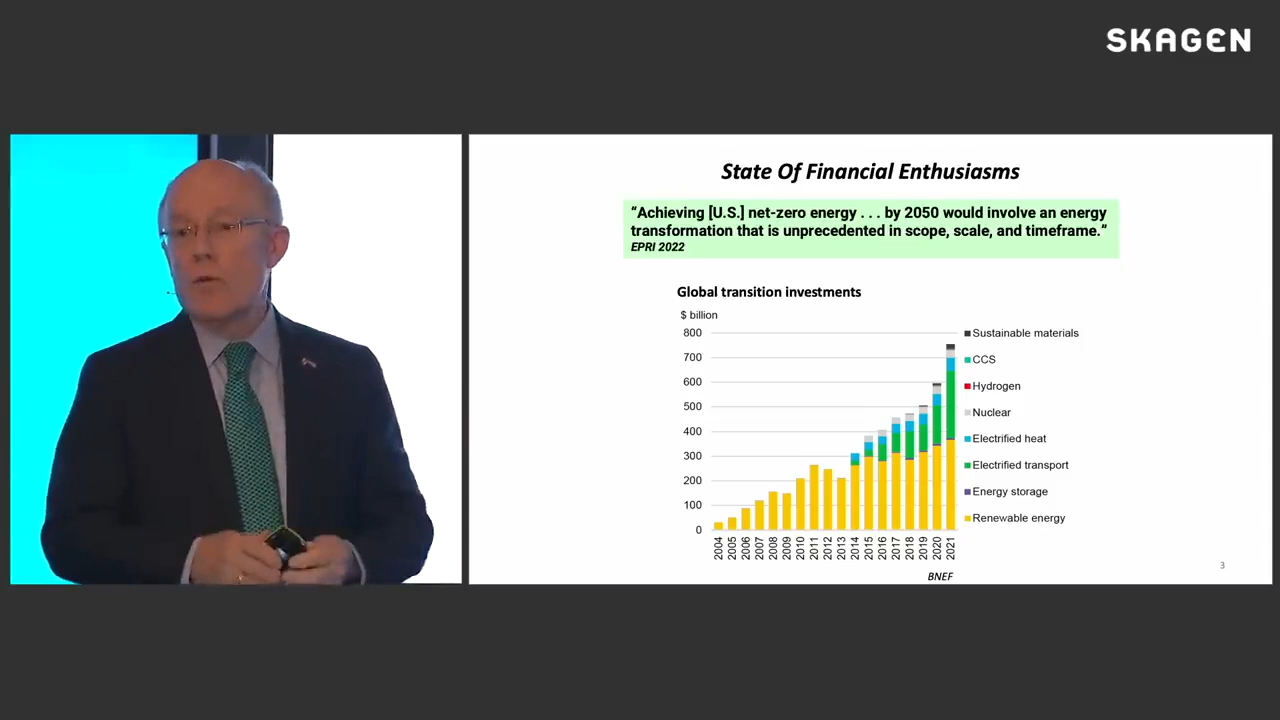 SKAGEN
State Of Financial Enthusiasms
“Achieving [U.S.] net-zero energy . . . by 2050 would involve an energy
transformation that is unprecedented in scope, scale, and timeframe.”
EPRI 2022
Global transition investments
$ billion
800
700
600
500
400
300
200
100
0
2004
2005
2006
2007
2008
2009
2010
2011
2012
2013
2014
2015
2016
2017
2018
2019
2020
2021
Sustainable materials
CCS
Hydrogen
Nuclear
Electrified heat
Electrified transport
Energy storage
Renewable energy
BNEF
3